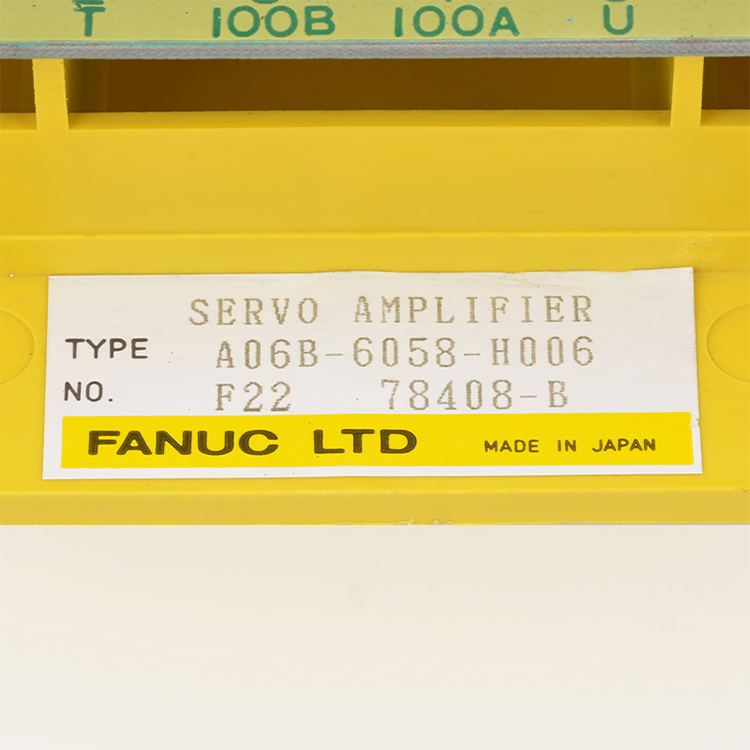 T 100B 100A U
SERVO AMPLIFIER
TYPE A06B-6058-H006
NO. F22 78408-B
FANUC LTD MADE IN JAPAN